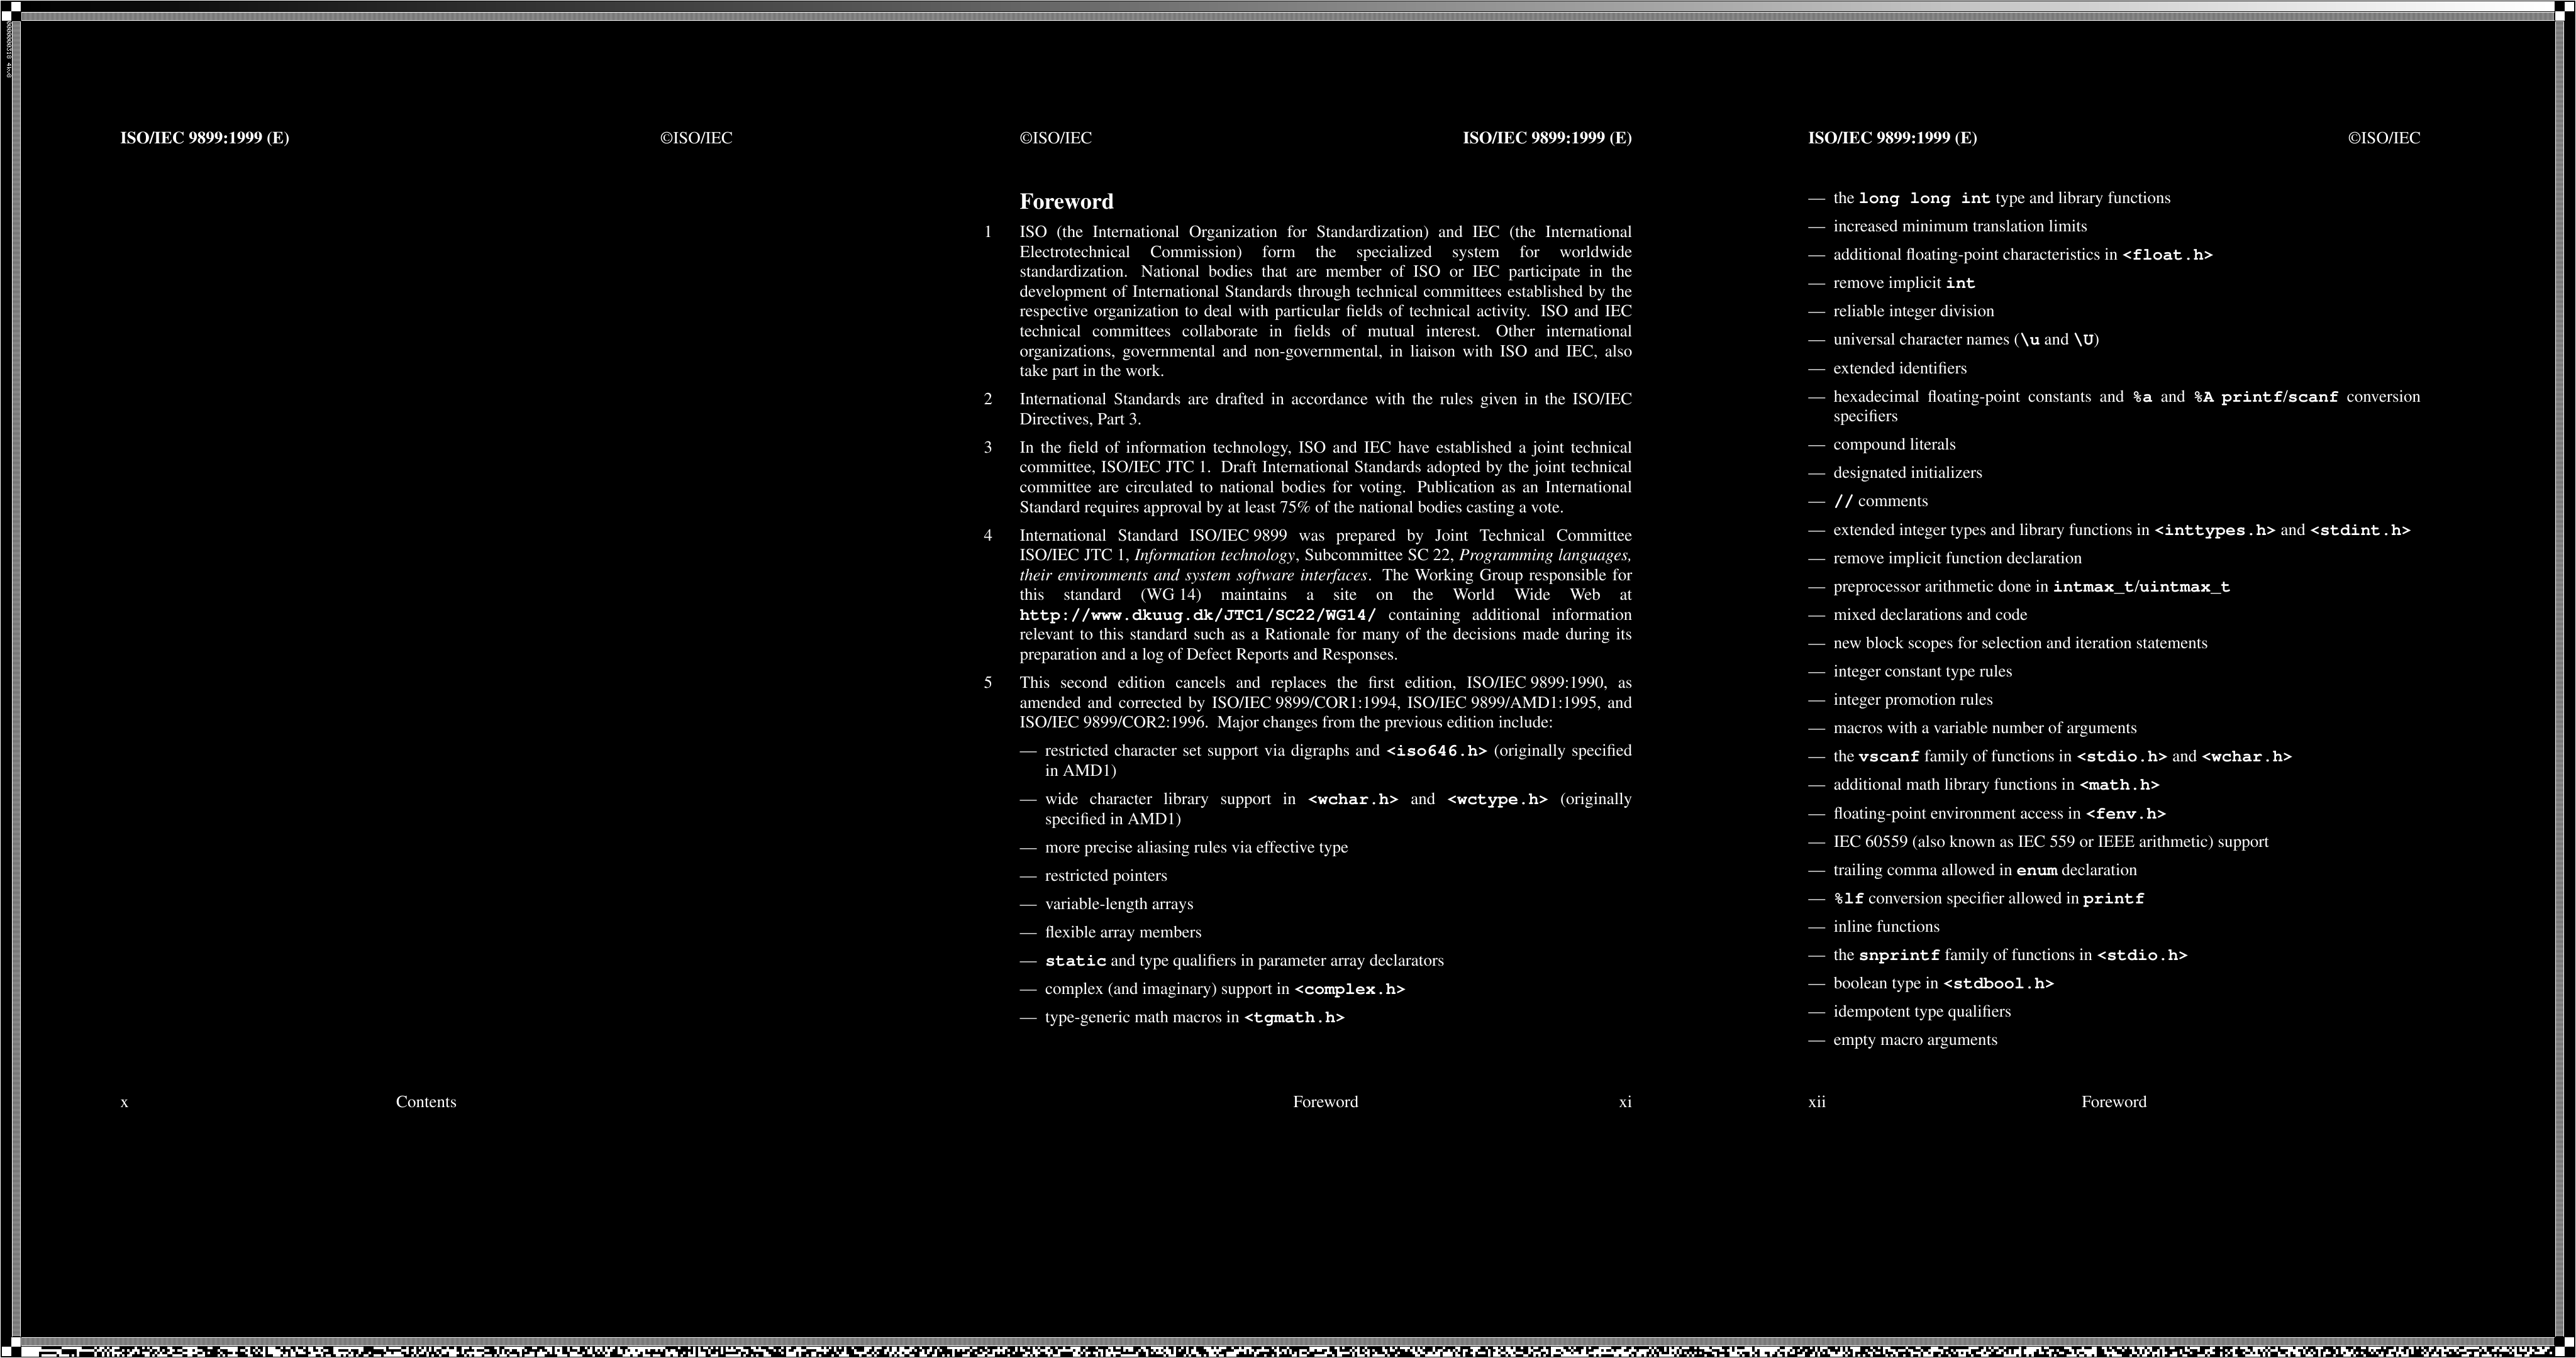 ISO/IEC 9899:1999 (E) ©ISO/IEC
x Contents
©ISO/IEC ISO/IEC 9899:1999 (E)
Foreword
1 ISO (the International Organization for Standardization) and IEC (the International
Electrotechnical Commission) form the specialized system for worldwide
standardization. National bodies that are member of ISO or IEC participate in the
development of International Standards through technical committees established by the
respective organization to deal with particular fields of technical activity. ISO and IEC
technical committees collaborate in fields of mutual interest. Other international
organizations, governmental and non-governmental, in liaison with ISO and IEC, also
take part in the work.
2 International Standards are drafted in accordance with the rules given in the ISO/IEC
Directives, Part 3.
3 In the field of information technology, ISO and IEC have established a joint technical
committee, ISO/IEC JTC 1. Draft International Standards adopted by the joint technical
committee are circulated to national bodies for voting. Publication as an International
Standard requires approval by at least 75% of the national bodies casting a vote.
4 International Standard ISO/IEC 9899 was prepared by Joint Technical Committee
ISO/IEC JTC 1, Information technology, Subcommittee SC 22, Programming languages,
their environments and system software interfaces. The Working Group responsible for
this standard (WG 14) maintains a site on the World Wide Web at
http://www.dkuug.dk/JTC1/SC22/WG14/ containing additional information
relevant to this standard such as a Rationale for many of the decisions made during its
preparation and a log of Defect Reports and Responses.
5 This second edition cancels and replaces the first edition, ISO/IEC 9899:1990, as
amended and corrected by ISO/IEC 9899/COR1:1994, ISO/IEC 9899/AMD1:1995, and
ISO/IEC 9899/COR2:1996. Major changes from the previous edition include:
— restricted character set support via digraphs and <iso646.h> (originally specified
in AMD1)
— wide character library support in <wchar.h> and <wctype.h> (originally
specified in AMD1)
— more precise aliasing rules via effective type
— restricted pointers
— variable-length arrays
— flexible array members
— static and type qualifiers in parameter array declarators
— complex (and imaginary) support in <complex.h>
— type-generic math macros in <tgmath.h>
Foreword xi
ISO/IEC 9899:1999 (E) ©ISO/IEC
— the long long int type and library functions
— increased minimum translation limits
— additional floating-point characteristics in <float.h>
— remove implicit int
— reliable integer division
— universal character names (\u and \U)
— extended identifiers
— hexadecimal floating-point constants and %a and %A printf/scanf conversion
specifiers
— compound literals
— designated initializers
— // comments
— extended integer types and library functions in <inttypes.h> and <stdint.h>
— remove implicit function declaration
— preprocessor arithmetic done in intmax_t/uintmax_t
— mixed declarations and code
— new block scopes for selection and iteration statements
— integer constant type rules
— integer promotion rules
— macros with a variable number of arguments
— the vscanf family of functions in <stdio.h> and <wchar.h>
— additional math library functions in <math.h>
— floating-point environment access in <fenv.h>
— IEC 60559 (also known as IEC 559 or IEEE arithmetic) support
— trailing comma allowed in enum declaration
— %lf conversion specifier allowed in printf
— inline functions
— the snprintf family of functions in <stdio.h>
— boolean type in <stdbool.h>
— idempotent type qualifiers
— empty macro arguments
xii Foreword